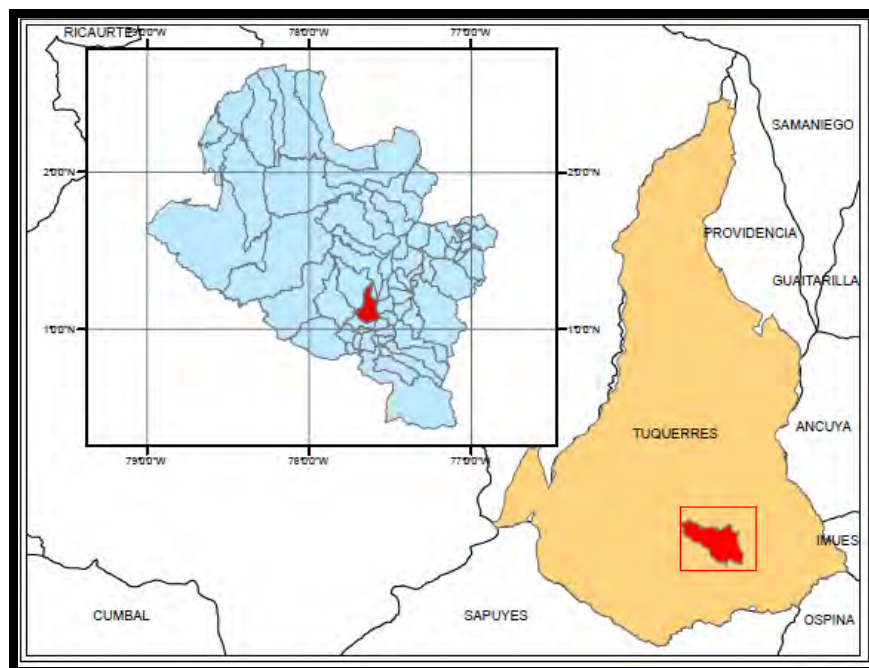 RICAURTE
79°0'0"W
78°0'0"W
77°0'0"W
SAMANIEGO
2°0'0"N
2°0'0"N
PROVIDENCIA
GUAITARILLA
1°0'0"N
1°0'0"N
TUQUERRES
ANCUYA
79°0'0"W
78°0'0"W
77°0'0"W
IMUES
CUMBAL
SAPUYES
OSPINA